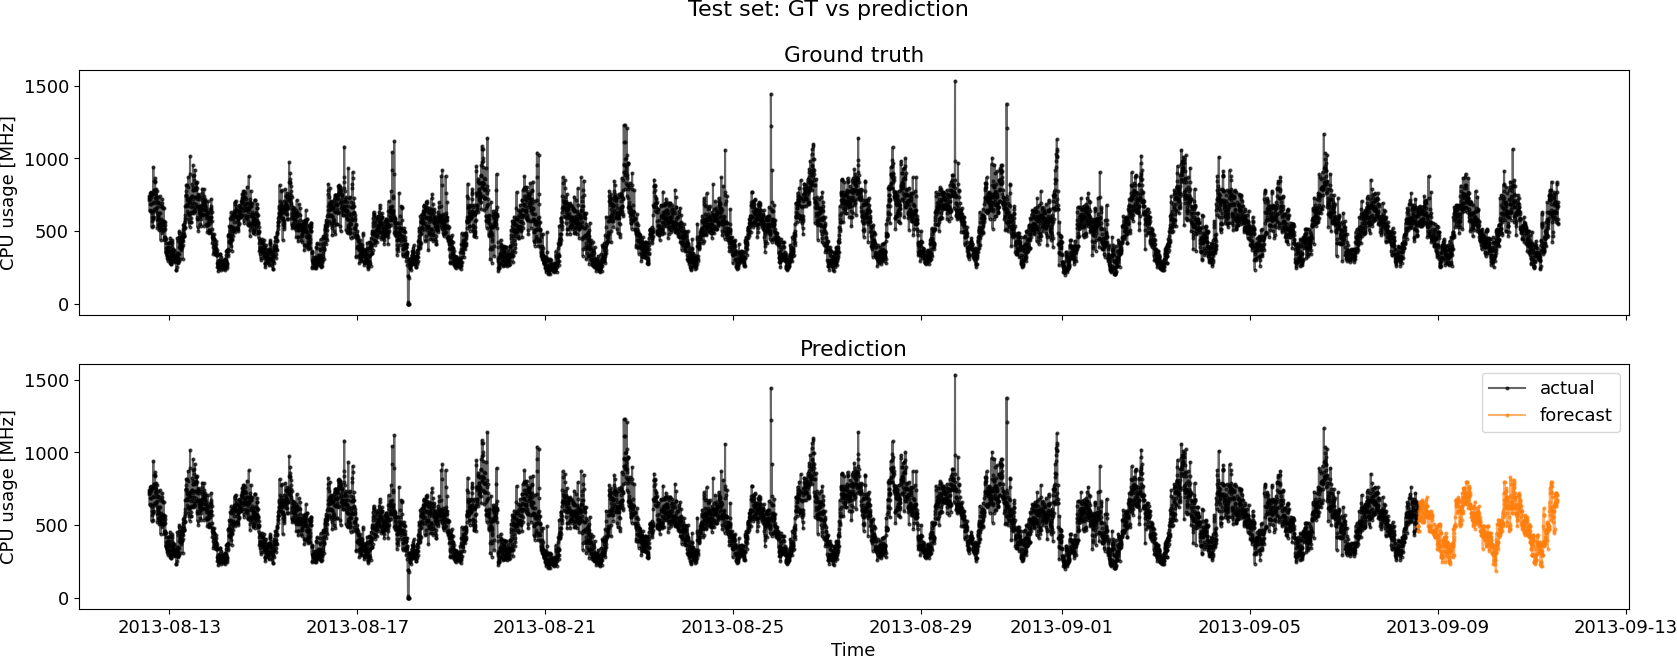 Test set: GT vs prediction
Ground truth
CPU usage [MHz]
1500
1000
500
0
Prediction
CPU usage [MHz]
1500
1000
500
0
actual
forecast
2013-08-13 2013-08-17 2013-08-21 2013-08-25 2013-08-29 2013-09-01 2013-09-05 2013-09-09 2013-09-13
Time